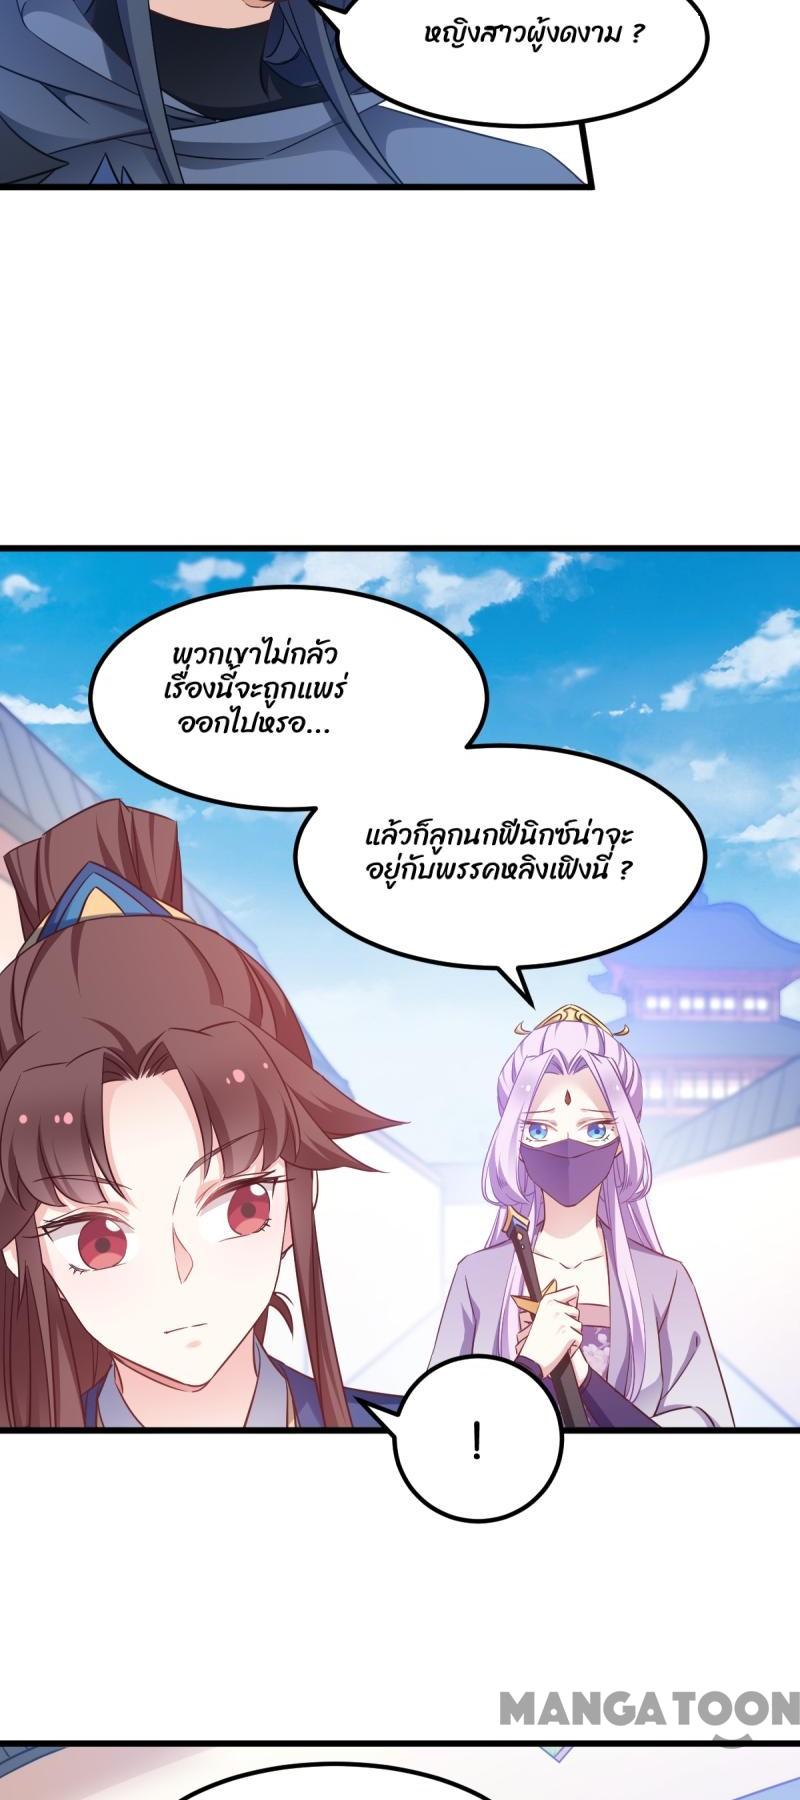 หญิงสาวผู้งดงาม ?
พวกเขาไม่กลัว
เรื่องนี้จะถูกแพร่
ออกไปหรอ...
แล้วก็ลูกนกฟีนิกซ์น่าจะ
อยู่กับพรรคหลิงเฟิงนี่ ?
!
MANGATOON